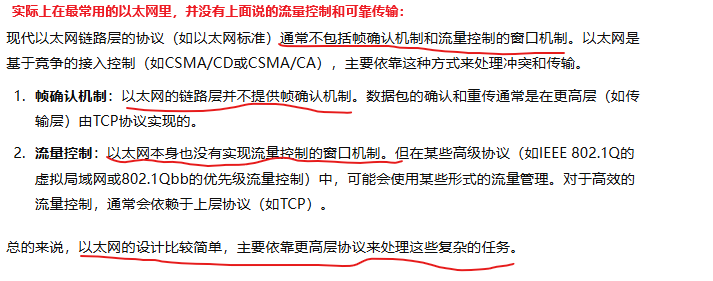 实际上在最常用的以太网里，并没有上面说的流量控制和可靠传输：
现代以太网链路层的协议（如以太网标准）通常不包括帧确认机制和流量控制的窗口机制。以太网是
基于竞争的接入控制（如CSMA/CD或CSMA/CA），主要依靠这种方式来处理冲突和传输。
1. 帧确认机制：以太网的链路层并不提供帧确认机制。数据包的确认和重传通常是在更高层（如传
输层）由TCP协议实现的。
2. 流量控制：以太网本身也没有实现流量控制的窗口机制。但在某些高级协议（如IEEE 802.1Q的
虚拟局域网或802.1Qbb的优先级流量控制）中，可能会使用某些形式的流量管理。对于高效的
流量控制，通常会依赖于上层协议（如TCP）。
总的来说，以太网的设计比较简单，主要依靠更高层协议来处理这些复杂的任务。